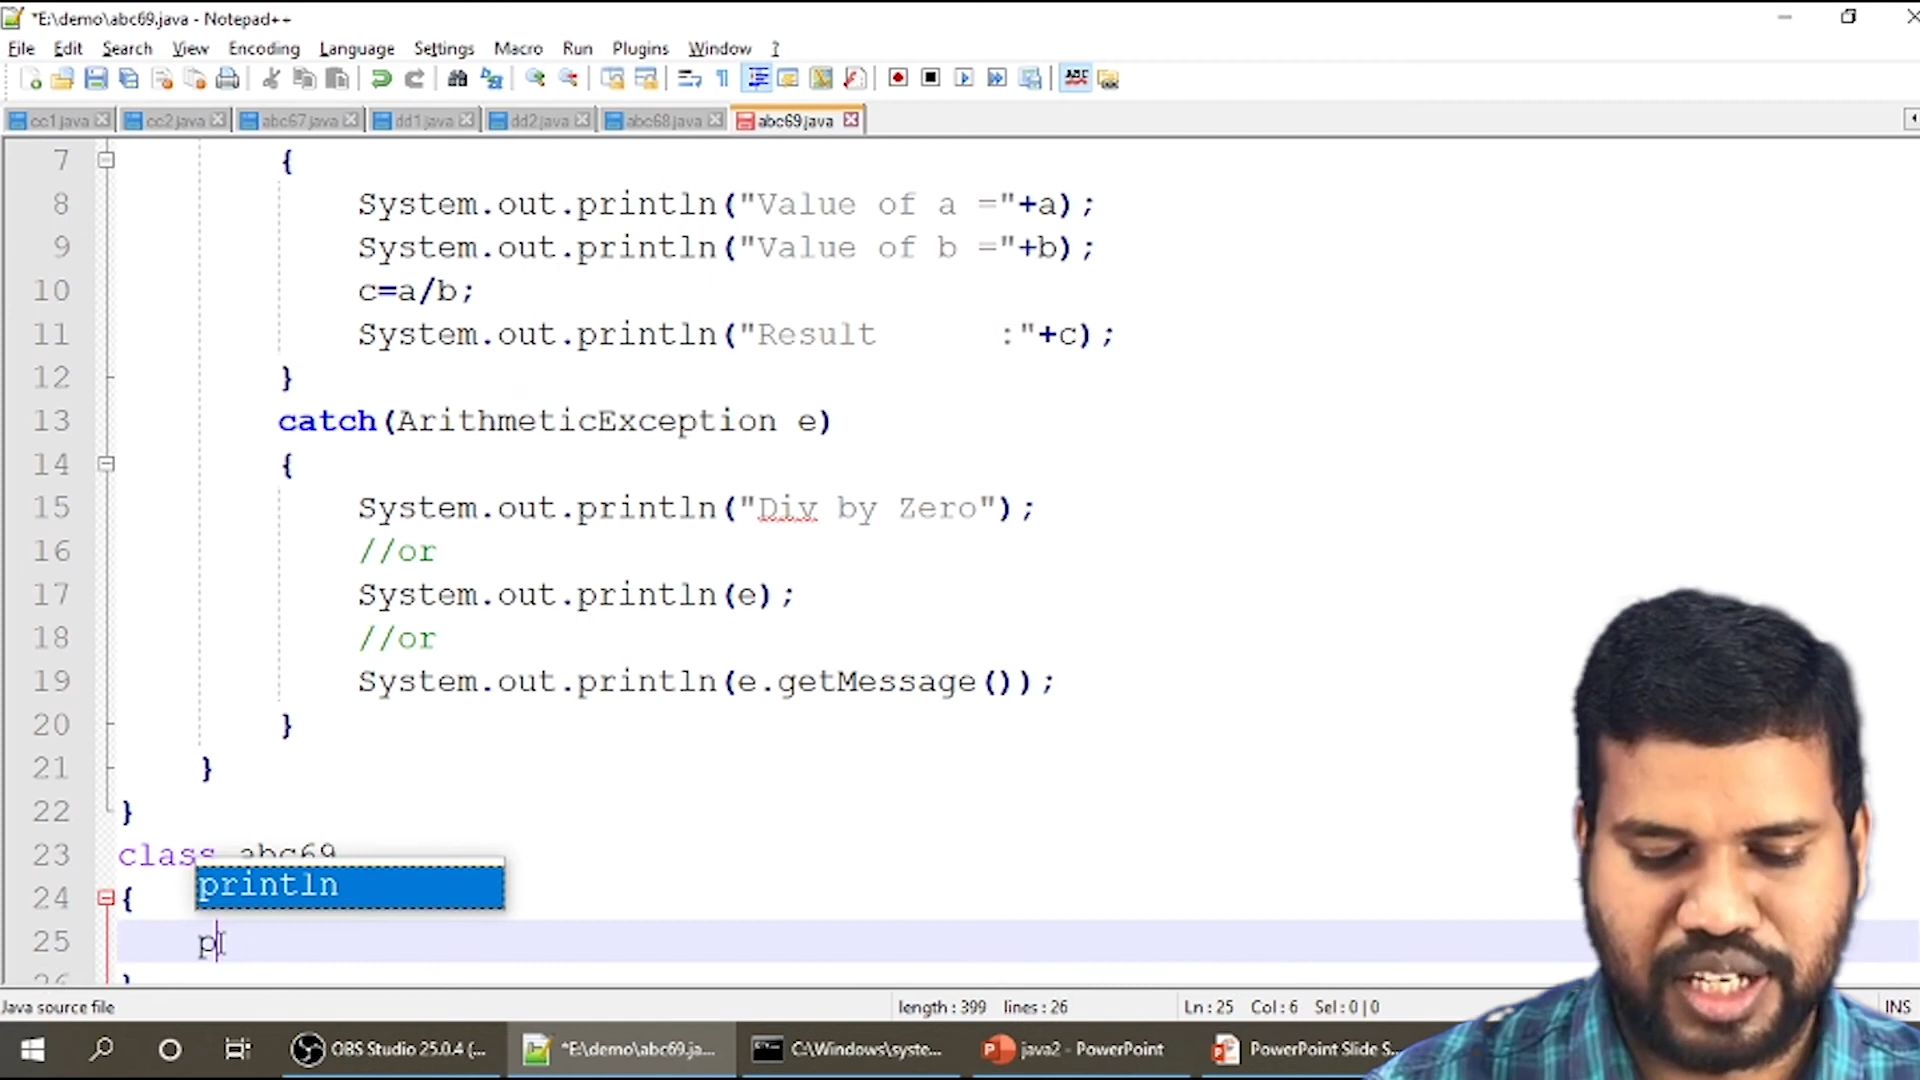 *E:\demo\abc69.java - Notepad++
File Edit Search View Encoding Language Settings Macro Run Plugins Window ?
cc1.java cc2.java abc67.java dd1.java dd2.java abc68.java abc69.java
7 {
8 System.out.println("Value of a ="+a);
9 System.out.println("Value of b ="+b);
10 c=a/b;
11 System.out.println("Result      :"+c);
12 }
13 catch(ArithmeticException e)
14 {
15 System.out.println("Div by Zero");
16 //or
17 System.out.println(e);
18 //or
19 System.out.println(e.getMessage());
20 }
21 }
22 }
23 class abc69
println
24 {
25 p
26 }
Java source file length : 399 lines : 26 Ln : 25 Col : 6 Sel : 0 | 0 INS
OBS Studio 25.0.4 (... *E:\demo\abc69.ja... C:\Windows\syste... java2 - PowerPoint PowerPoint Slide S...